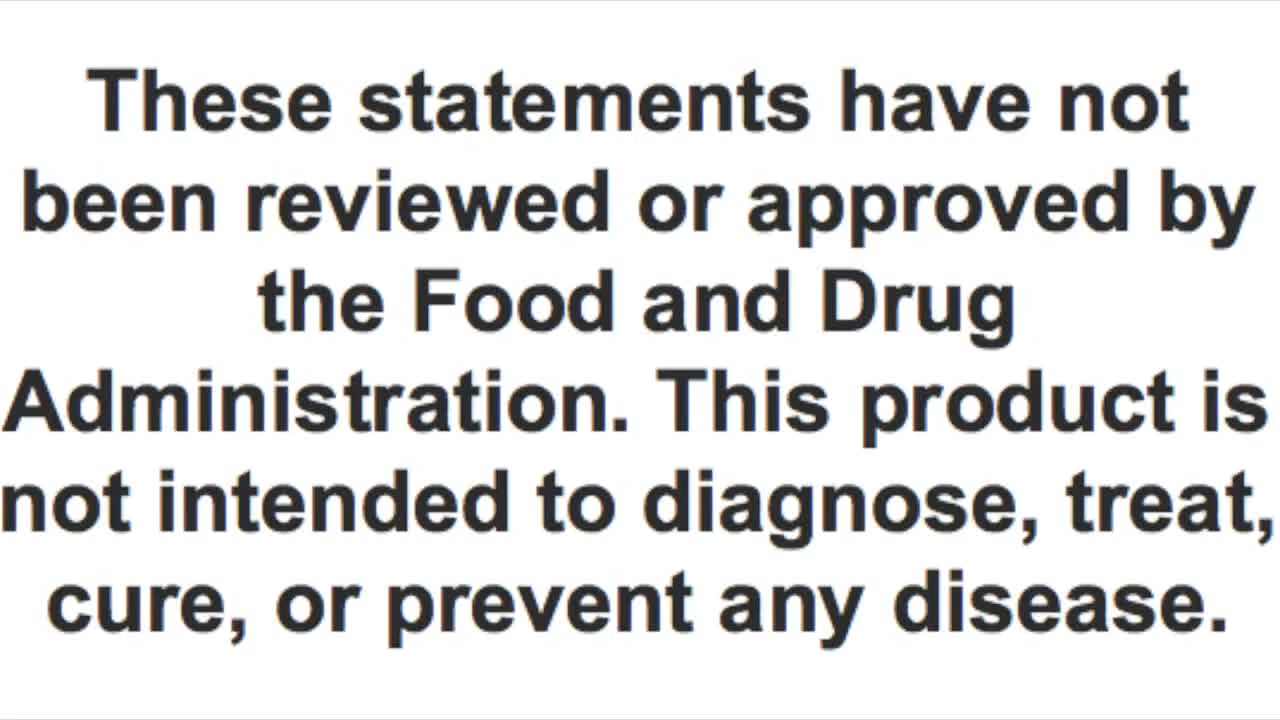 These statements have not
been reviewed or approved by
the Food and Drug
Administration. This product is
not intended to diagnose, treat,
cure, or prevent any disease.